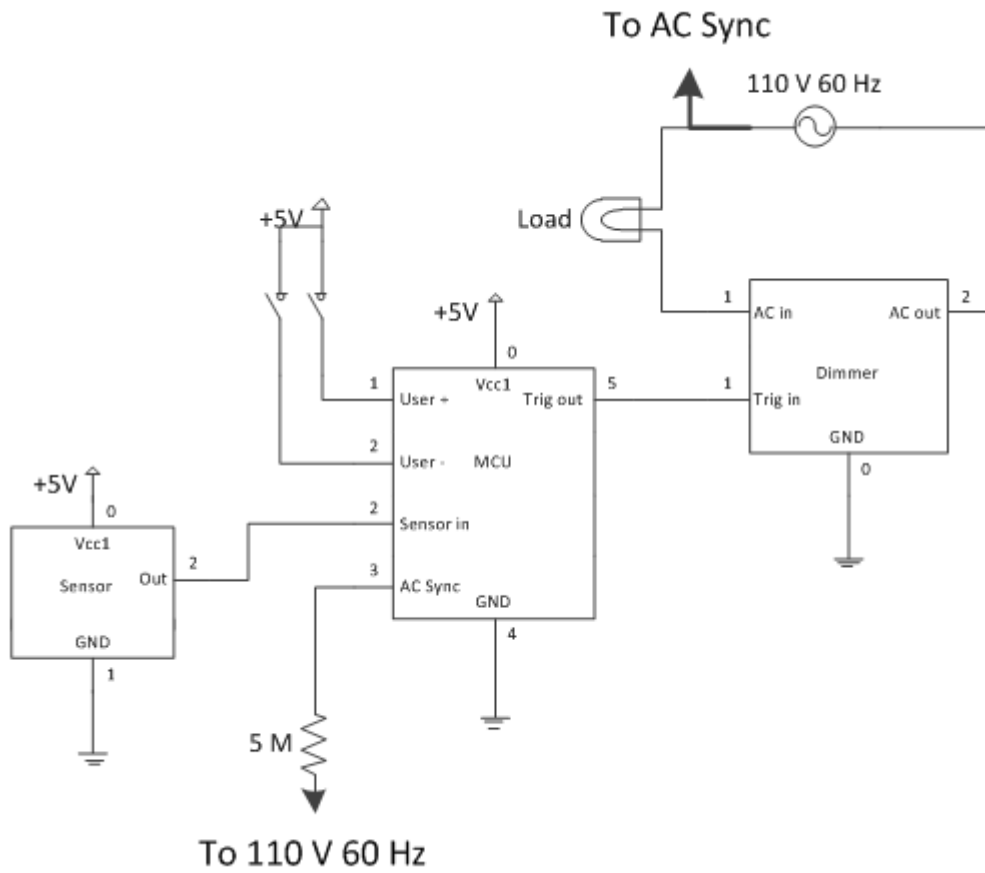 To AC Sync
110 V 60 Hz
+5V
Load
+5V
0
1
AC in
AC out
2
Dimmer
1
Vcc1
Trig out
5
1
Trig in
User +
GND
2
User -
MCU
0
+5V
0
2
Sensor in
Vcc1
Out
2
Sensor
3
AC Sync
GND
GND
4
1
5 M
To 110 V 60 Hz